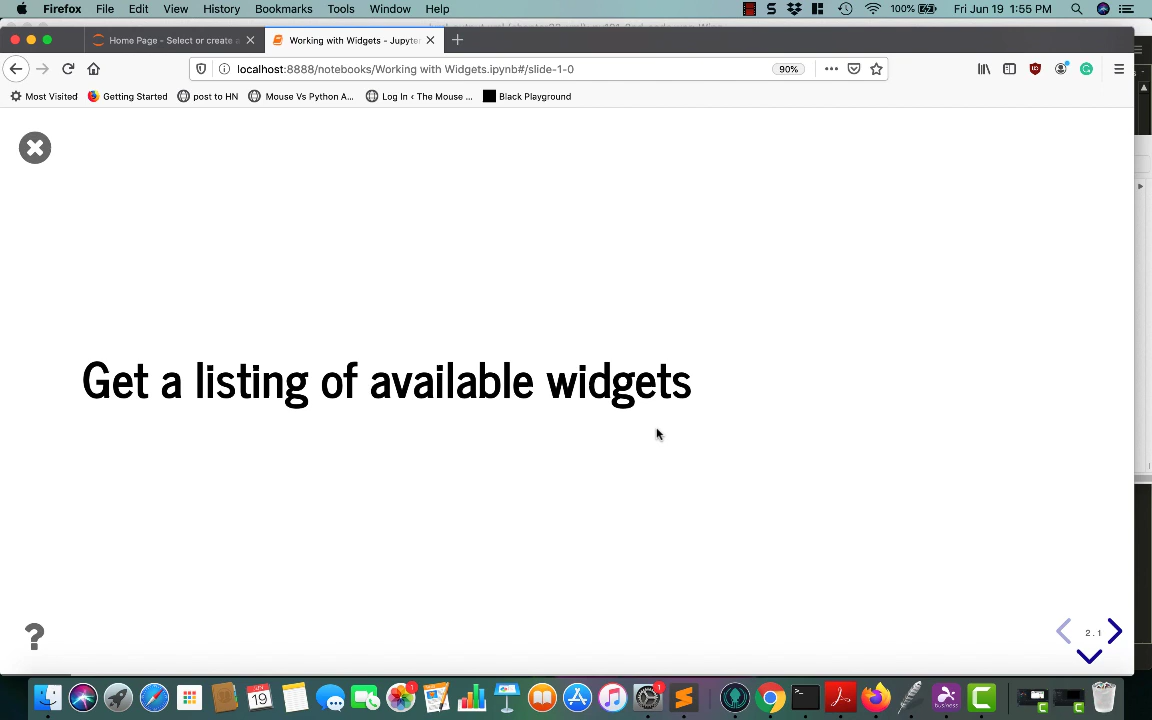 Firefox File Edit View History Bookmarks Tools Window Help 100% Fri Jun 19 1:55 PM
Home Page - Select or create a Working with Widgets - Jupyter
localhost:8888/notebooks/Working with Widgets.ipynb#/slide-1-0 90%
Most Visited Getting Started post to HN Mouse Vs Python A... Log In ‹ The Mouse ... Black Playground
Get a listing of available widgets
?
2.1